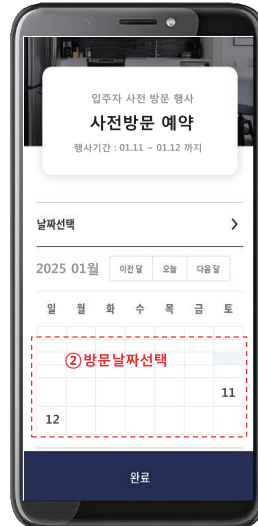 입주자 사전 방문 행사
사전방문 예약
행사기간 : 01.11 ~ 01.12 까지
날짜선택
2025 01월 이전달 오늘 다음달
일 월 화 수 목 금 토
②방문날짜선택
11
12
완료